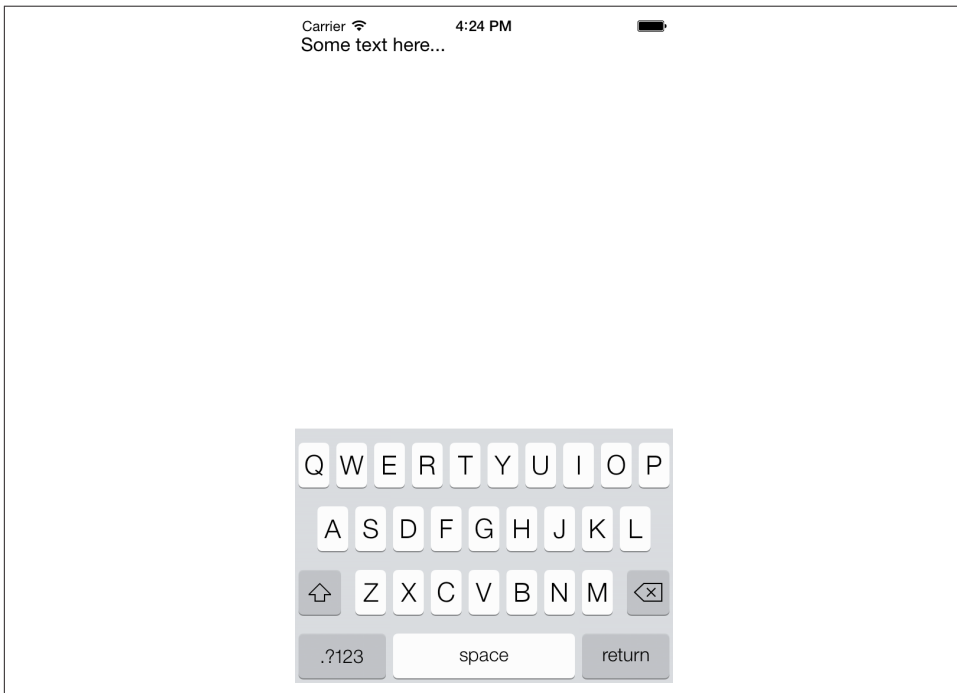 Carrier 4:24 PM
Some text here...
Q W E R T Y U I O P
A S D F G H J K L
Z X C V B N M
.?123 space return